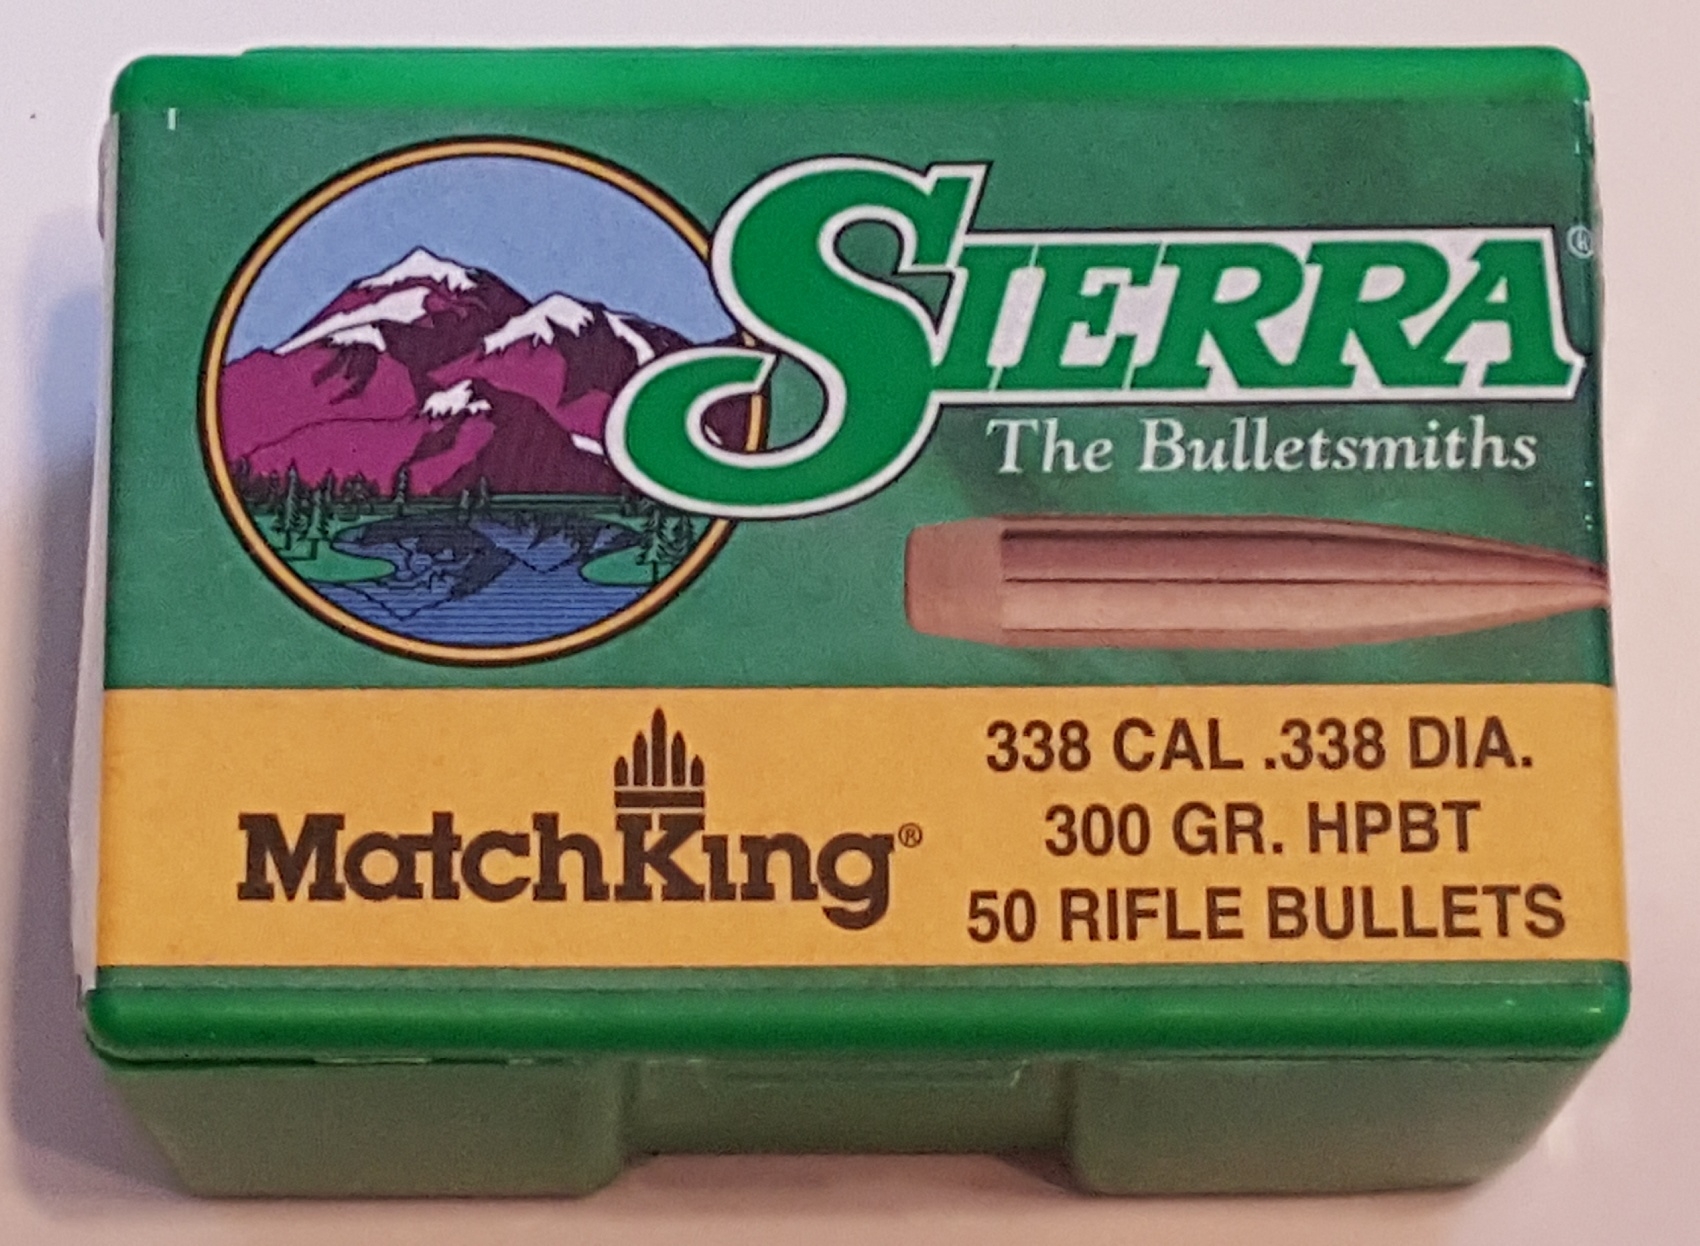 SIERRA®
The Bulletsmiths
MatchKing®
338 CAL .338 DIA.
300 GR. HPBT
50 RIFLE BULLETS